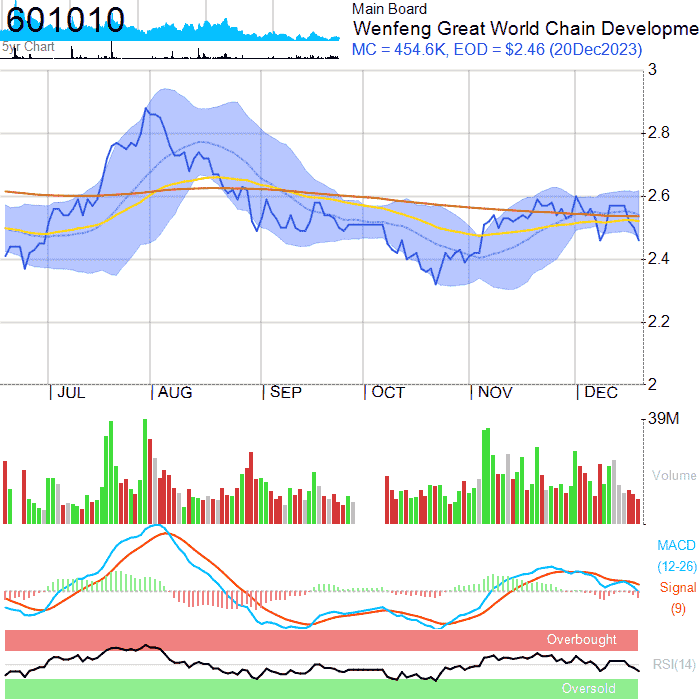 601010
5yr Chart
Main Board
Wenfeng Great World Chain Developme
MC = 454.6K, EOD = $2.46 (20Dec2023)
3
2.8
2.6
2.4
2.2
2
JUL
AUG
SEP
OCT
NOV
DEC
39M
Volume
MACD
(12-26)
Signal
(9)
Overbought
RSI(14)
Oversold